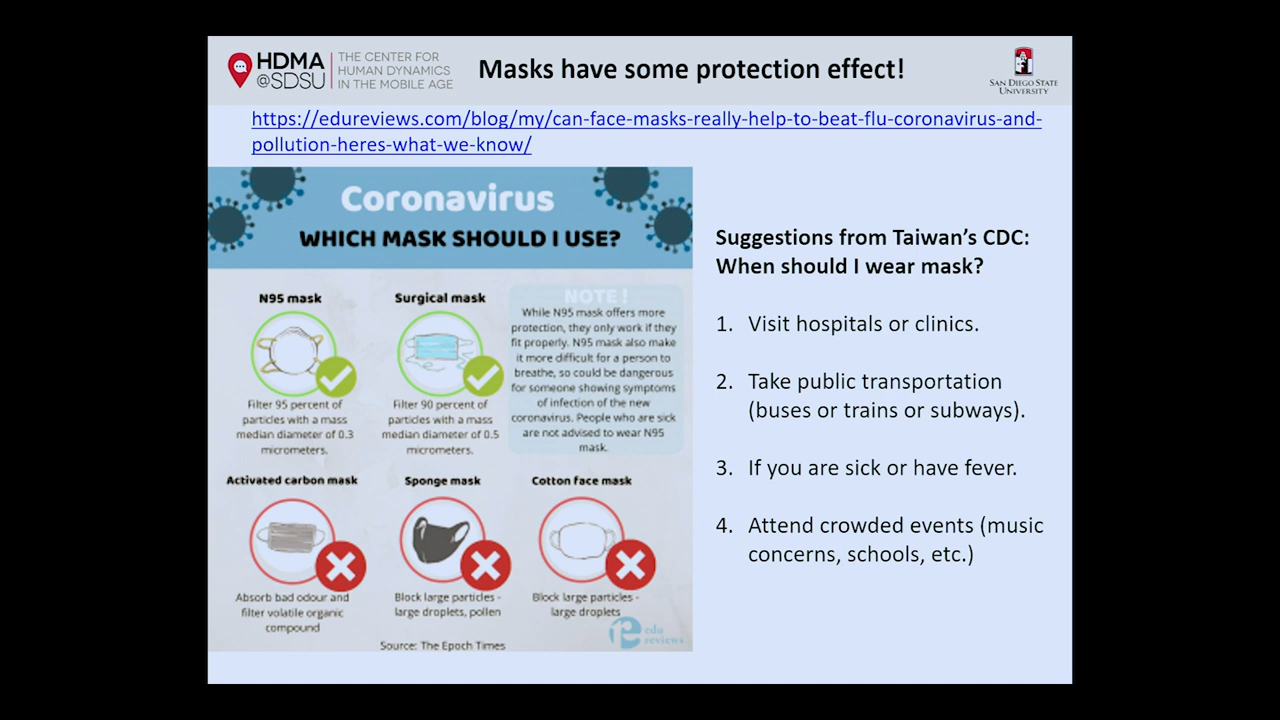 HDMA
@SDSU
THE CENTER FOR
HUMAN DYNAMICS
IN THE MOBILE AGE
Masks have some protection effect!
SAN DIEGO STATE
UNIVERSITY
https://edureviews.com/blog/my/can-face-masks-really-help-to-beat-flu-coronavirus-and-
pollution-heres-what-we-know/
Coronavirus
WHICH MASK SHOULD I USE?
N95 mask
Filter 95 percent of
particles with a mass
median diameter of 0.3
micrometers.
Surgical mask
Filter 90 percent of
particles with a mass
median diameter of 0.5
micrometers.
NOTE!
While N95 mask offers more
protection, they only work if they
fit properly. N95 mask also make
it more difficult for a person to
breathe, so could be dangerous
for someone showing symptoms
of infection of the new
coronavirus. People who are sick
are not advised to wear N95
mask.
Activated carbon mask
Absorb bad odour and
filter volatile organic
compound
Sponge mask
Block large particles -
large droplets, pollen
Cotton face mask
Block large particles -
large droplets
Source: The Epoch Times
edu
reviews
Suggestions from Taiwan's CDC:
When should I wear mask?
1. Visit hospitals or clinics.
2. Take public transportation
(buses or trains or subways).
3. If you are sick or have fever.
4. Attend crowded events (music
concerns, schools, etc.)